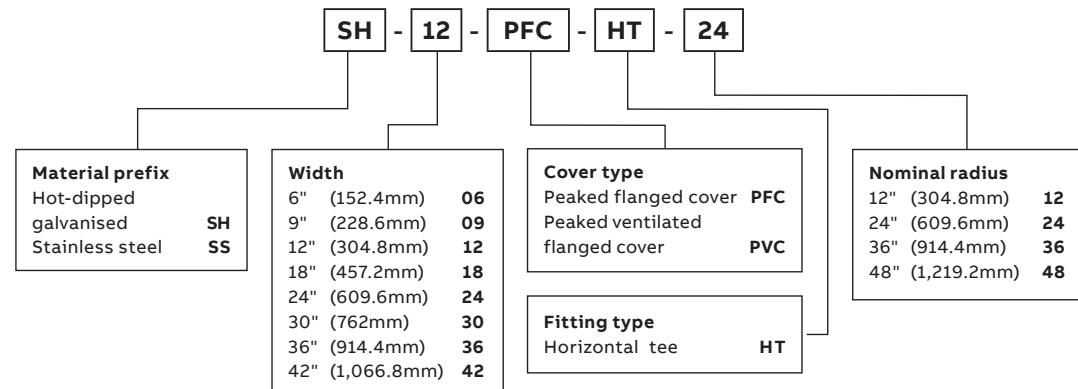 SH - 12 - PFC - HT - 24
Material prefix
Hot-dipped
galvanised SH
Stainless steel SS
Width
6" (152.4mm) 06
9" (228.6mm) 09
12" (304.8mm) 12
18" (457.2mm) 18
24" (609.6mm) 24
30" (762mm) 30
36" (914.4mm) 36
42" (1,066.8mm) 42
Cover type
Peaked flanged cover PFC
Peaked ventilated
flanged cover PVC
Fitting type
Horizontal tee HT
Nominal radius
12" (304.8mm) 12
24" (609.6mm) 24
36" (914.4mm) 36
48" (1,219.2mm) 48